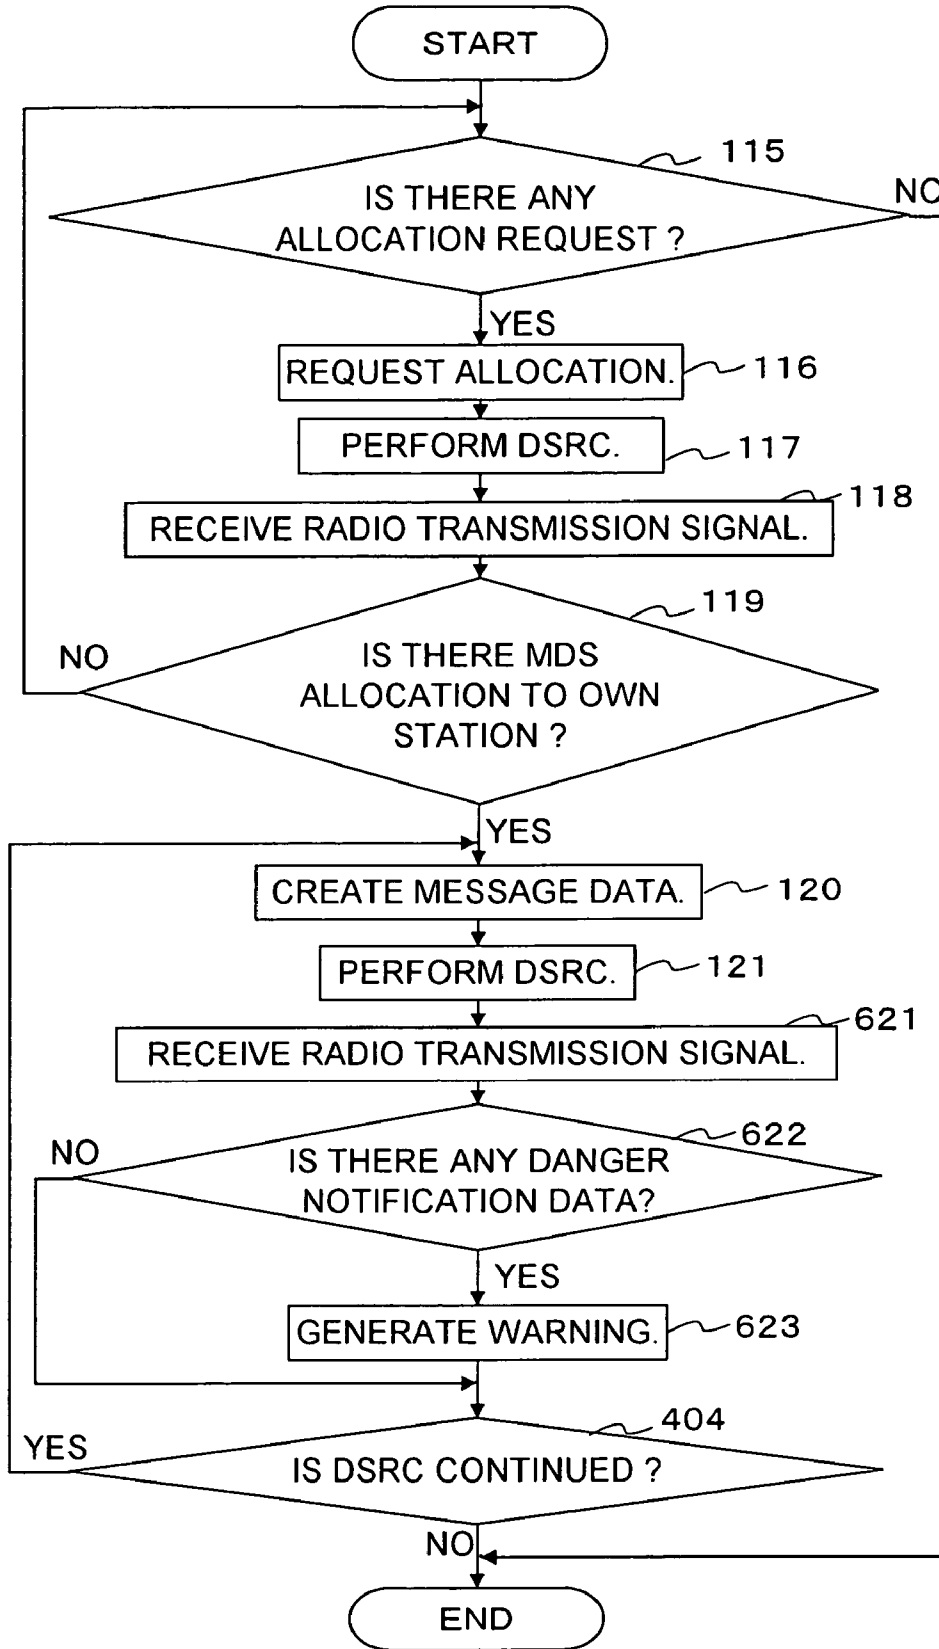 START
115
IS THERE ANY
ALLOCATION REQUEST ?
NO
YES
REQUEST ALLOCATION.
116
PERFORM DSRC.
117
118
RECEIVE RADIO TRANSMISSION SIGNAL.
119
NO
IS THERE MDS
ALLOCATION TO OWN
STATION ?
YES
CREATE MESSAGE DATA.
120
PERFORM DSRC.
121
621
RECEIVE RADIO TRANSMISSION SIGNAL.
622
NO
IS THERE ANY DANGER
NOTIFICATION DATA?
YES
GENERATE WARNING.
623
404
YES
IS DSRC CONTINUED ?
NO
END